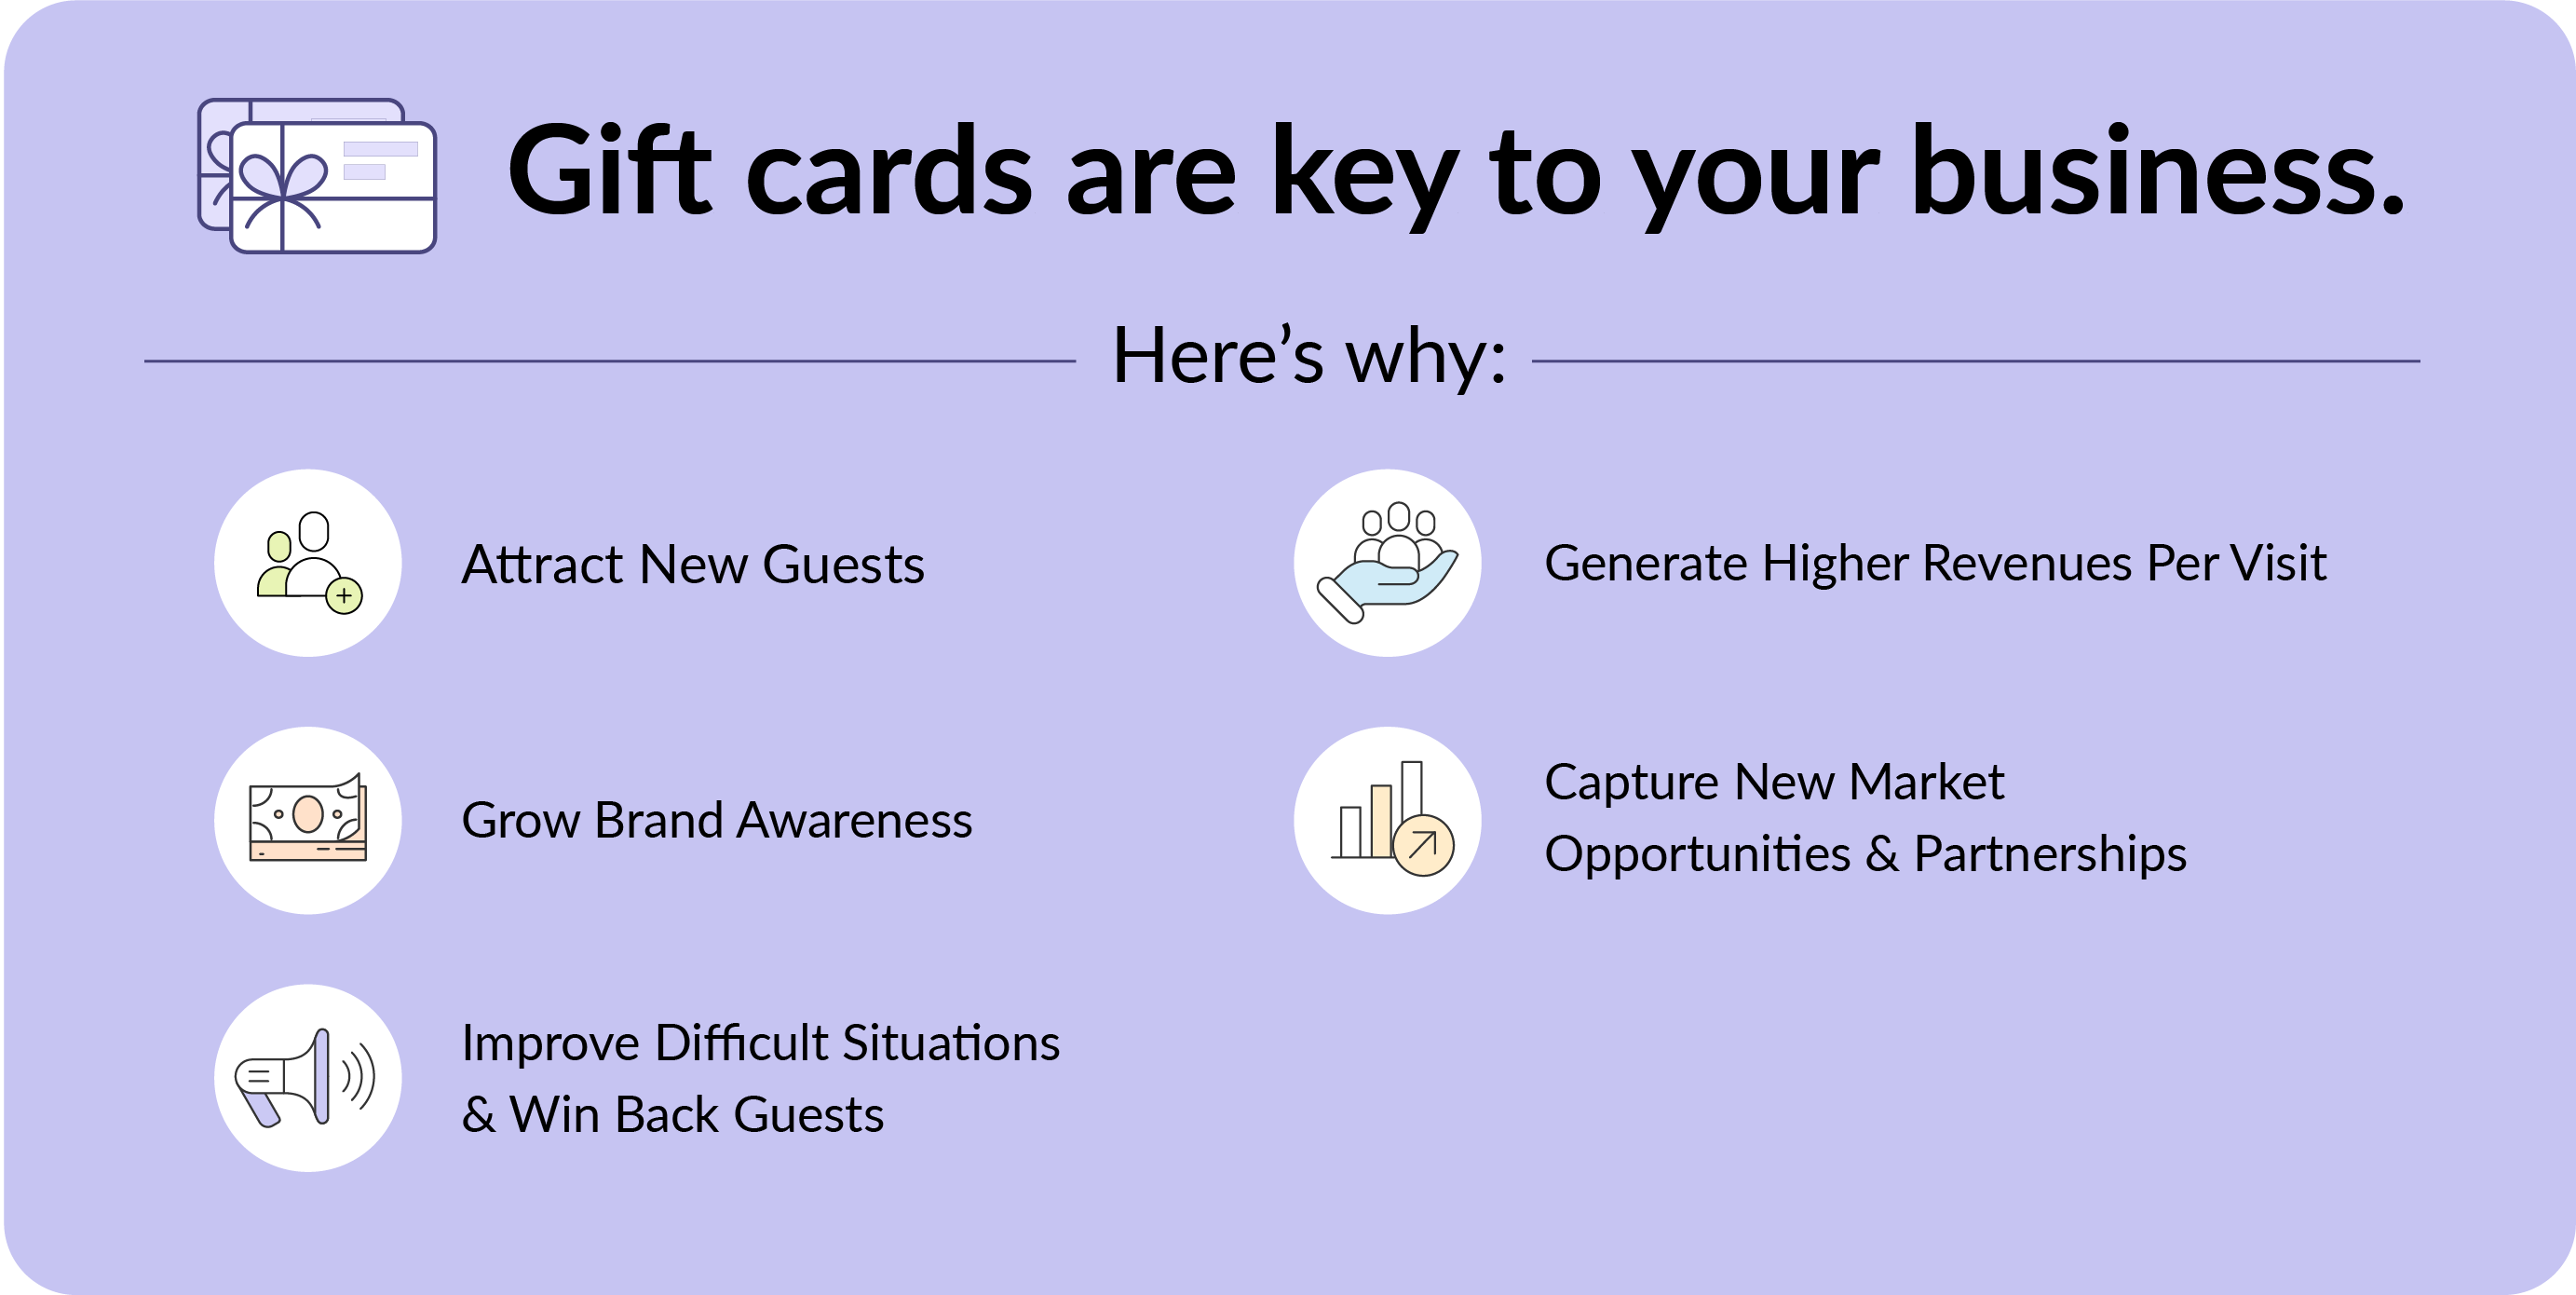 Gift cards are key to your business.
Here’s why:
Attract New Guests
Grow Brand Awareness
Improve Difficult Situations
& Win Back Guests
Generate Higher Revenues Per Visit
Capture New Market
Opportunities & Partnerships